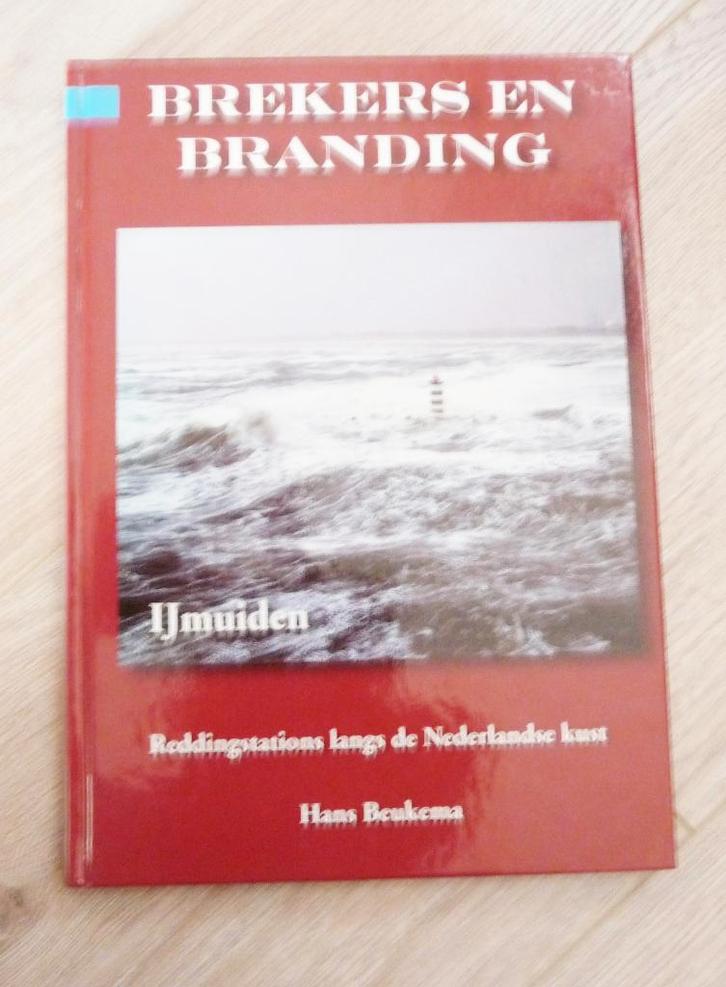 BREKERS EN
BRANDING
IJmuiden
Reddingstations langs de Nederlandse kust
Hans Beukema